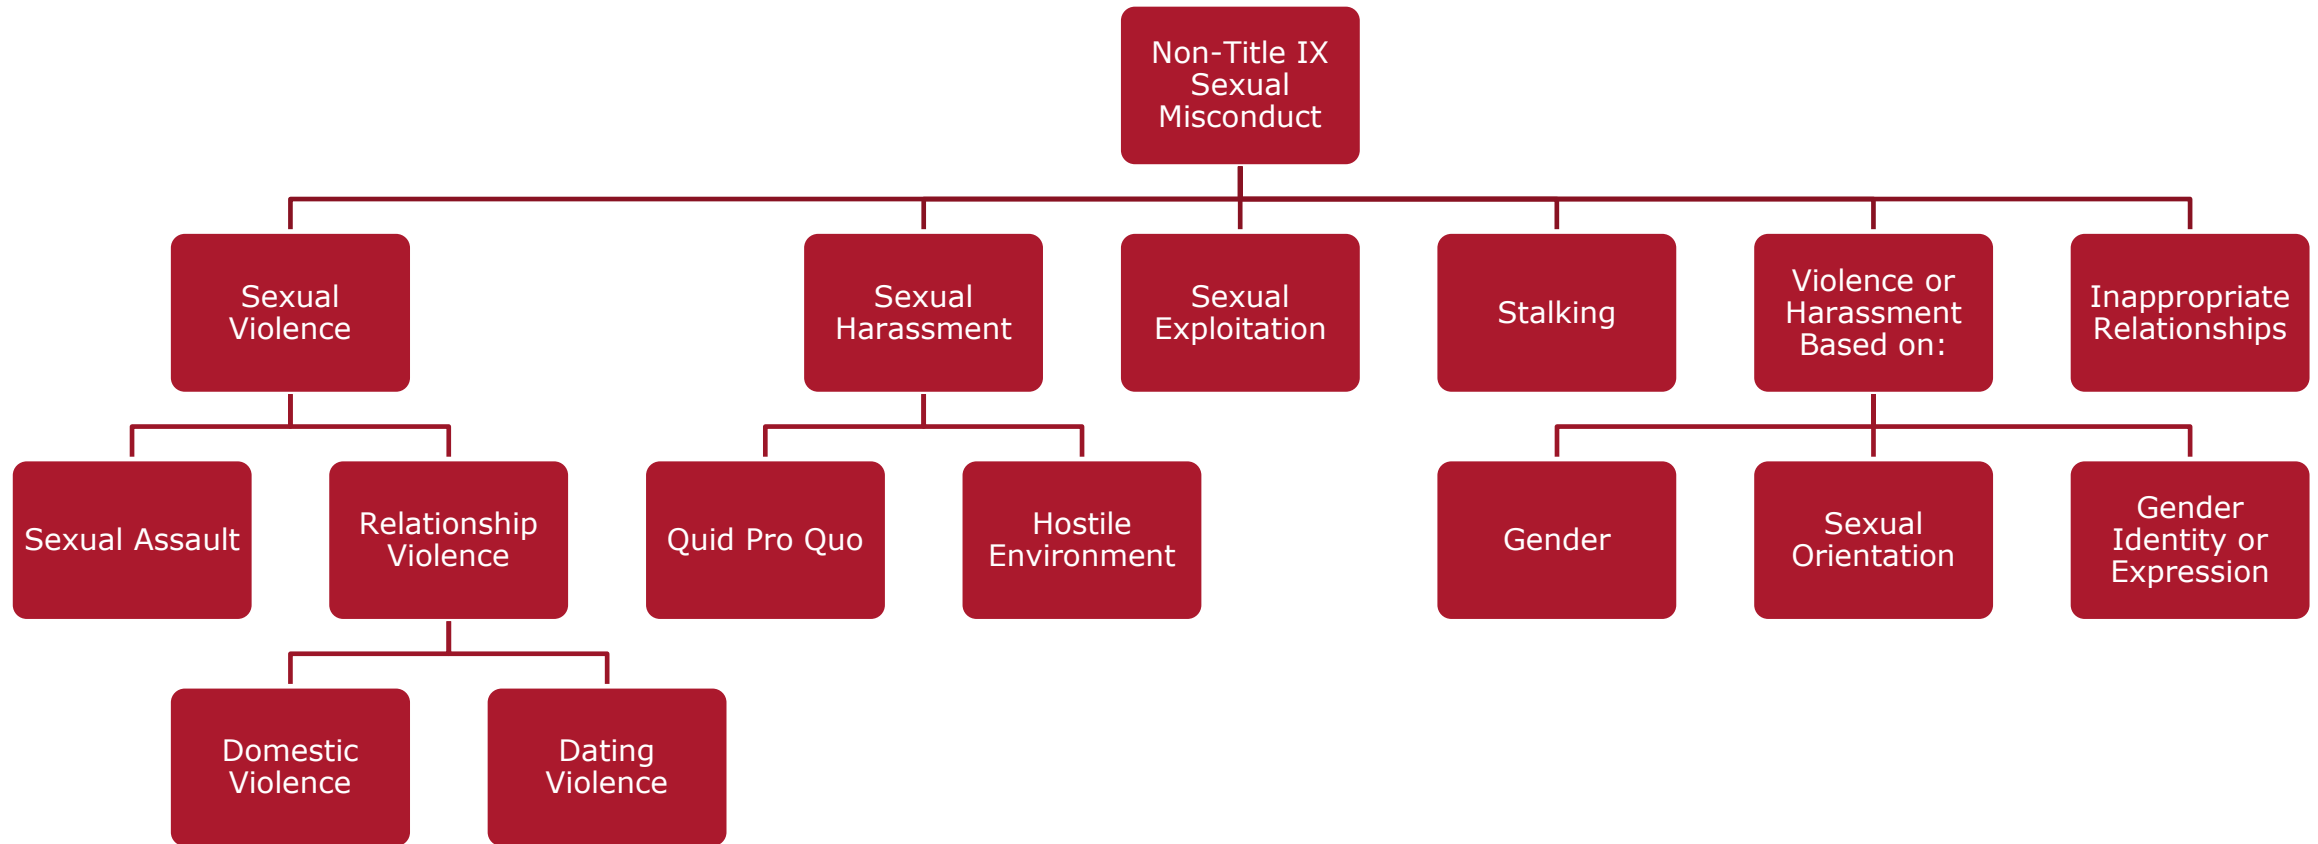 Non-Title IX
Sexual
Misconduct
Sexual
Violence
Sexual
Harassment
Sexual
Exploitation
Stalking
Violence or
Harassment
Based on:
Inappropriate
Relationships
Sexual Assault
Relationship
Violence
Quid Pro Quo
Hostile
Environment
Gender
Sexual
Orientation
Gender
Identity or
Expression
Domestic
Violence
Dating
Violence